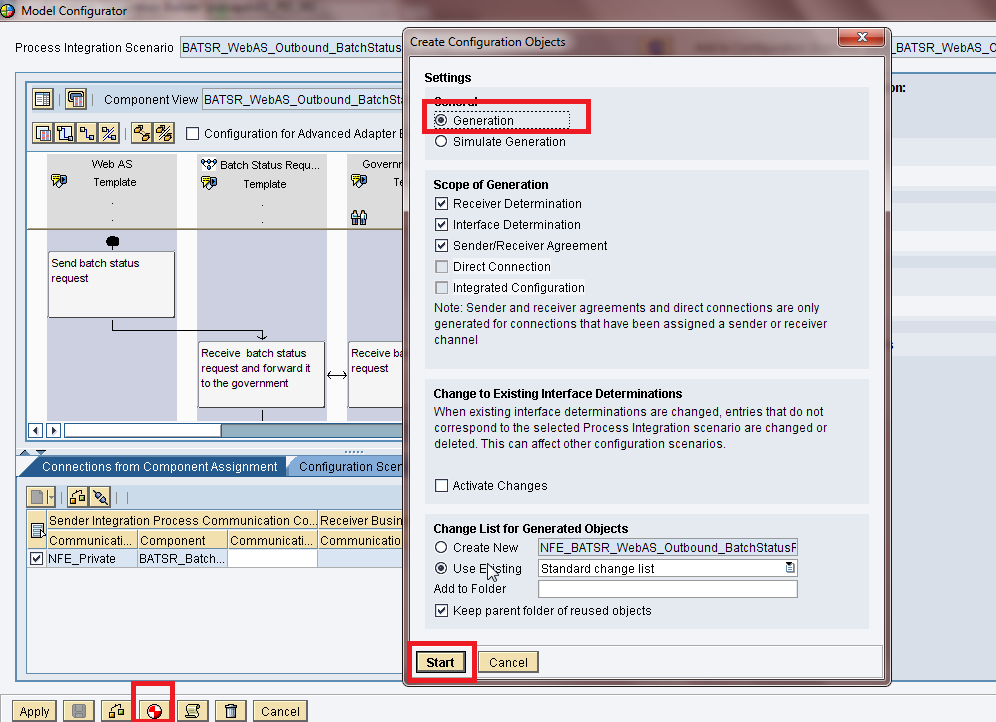 Model Configurator
Process Integration Scenario
BATSR_WebAS_Outbound_BatchStatus
BATSR_WebAS_O
Component View
BATSR_WebAS_Outbound_BatchSta
Configuration for Advanced Adapter E
Web AS
Template
.
.
Batch Status Requ...
Template
.
.
Governr
Te
Send batch status
request
Receive batch status
request and forward it
to the government
Receive ba
request
Connections from Component Assignment
Configuration Scen
Sender Integration Process Communication Co...
Receiver Busin
Communicati...
Component
Communicati...
Communication
NFE_Private
BATSR_Batch...
Apply
Cancel
Create Configuration Objects
Settings
General
Generation
Simulate Generation
Scope of Generation
Receiver Determination
Interface Determination
Sender/Receiver Agreement
Direct Connection
Integrated Configuration
Note: Sender and receiver agreements and direct connections are only
generated for connections that have been assigned a sender or receiver
channel
Change to Existing Interface Determinations
When existing interface determinations are changed, entries that do not
correspond to the selected Process Integration scenario are changed or
deleted. This can affect other configuration scenarios.
Activate Changes
Change List for Generated Objects
Create New
NFE_BATSR_WebAS_Outbound_BatchStatusF
Use Existing
Standard change list
Add to Folder
Keep parent folder of reused objects
Start
Cancel
on: